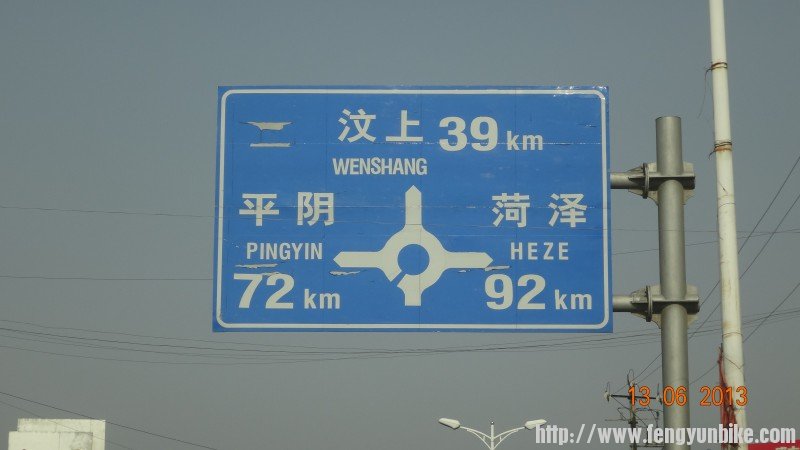 汶上 39 km
WENSHANG
平阴
PINGYIN
72 km
菏泽
HEZE
92 km
13 06 2013
http://www.fengyunbike.com/